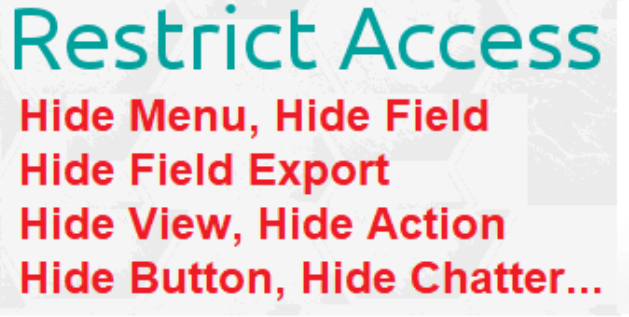 Restrict Access
Hide Menu, Hide Field
Hide Field Export
Hide View, Hide Action
Hide Button, Hide Chatter...